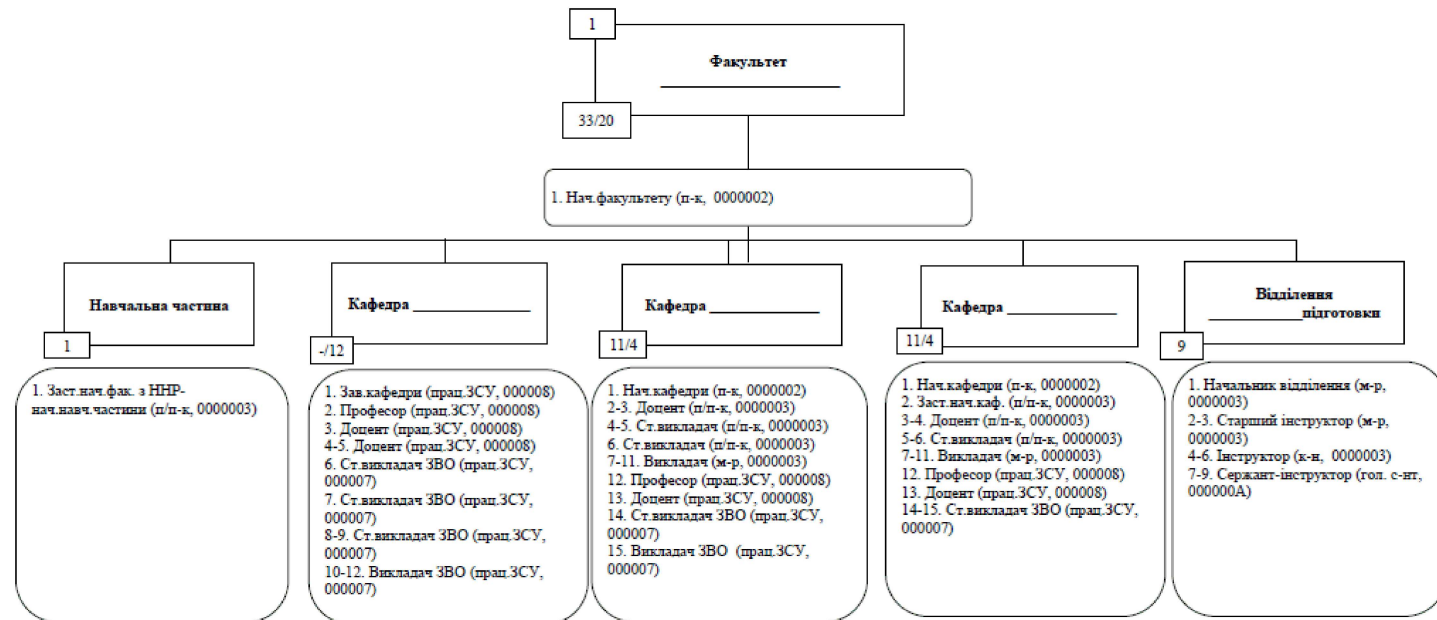 1
Факультет
33/20
1. Нач.факультету (п-к, 0000002)
Навчальна частина
1
1. Заст.нач.фак. з ННР-
нач.навч.частини (п/п-к, 0000003)
Кафедра
-/12
1. Зав.кафедри (прац.ЗСУ, 000008)
2. Професор (прац.ЗСУ, 000008)
3. Доцент (прац.ЗСУ, 000008)
4-5. Доцент (прац.ЗСУ, 000008)
6. Ст.викладач ЗВО (прац.ЗСУ,
000007)
7. Ст.викладач ЗВО (прац.ЗСУ,
000007)
8-9. Ст.викладач ЗВО (прац.ЗСУ,
000007)
10-12. Викладач ЗВО (прац.ЗСУ,
000007)
Кафедра
11/4
1. Нач.кафедри (п-к, 0000002)
2-3. Доцент (п/п-к, 0000003)
4-5. Ст.викладач (п/п-к, 0000003)
6. Ст.викладач (п/п-к, 0000003)
7-11. Викладач (м-р, 0000003)
12. Професор (прац.ЗСУ, 000008)
13. Доцент (прац.ЗСУ, 000008)
14. Ст.викладач ЗВО (прац.ЗСУ,
000007)
15. Викладач ЗВО (прац.ЗСУ,
000007)
Кафедра
11/4
1. Нач.кафедри (п-к, 0000002)
2. Заст.нач.каф. (п/п-к, 0000003)
3-4. Доцент (п/п-к, 0000003)
5-6. Ст.викладач (п/п-к, 0000003)
7-11. Викладач (м-р, 0000003)
12. Професор (прац.ЗСУ, 000008)
13. Доцент (прац.ЗСУ, 000008)
14-15. Ст.викладач ЗВО (прац.ЗСУ,
000007)
Відділення
підготовки
9
1. Начальник відділення (м-р,
0000003)
2-3. Старший інструктор (м-р,
0000003)
4-6. Інструктор (к-н, 0000003)
7-9. Сержант-інструктор (гол. с-нт,
000000А)